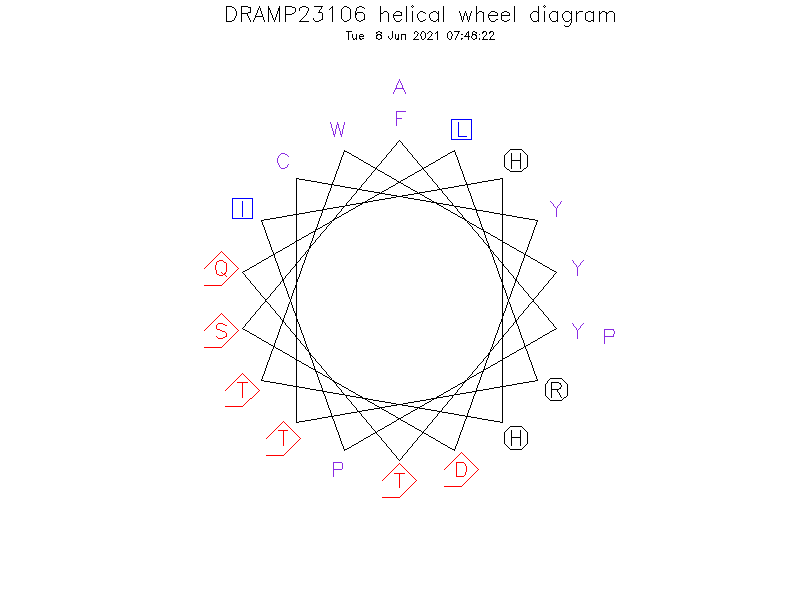 DRAMP23106 helical wheel diagram
Tue 8 Jun 2021 07:48:22
A
W F L
C H
I Y
Q Y
S Y P
T R
T H
P T D